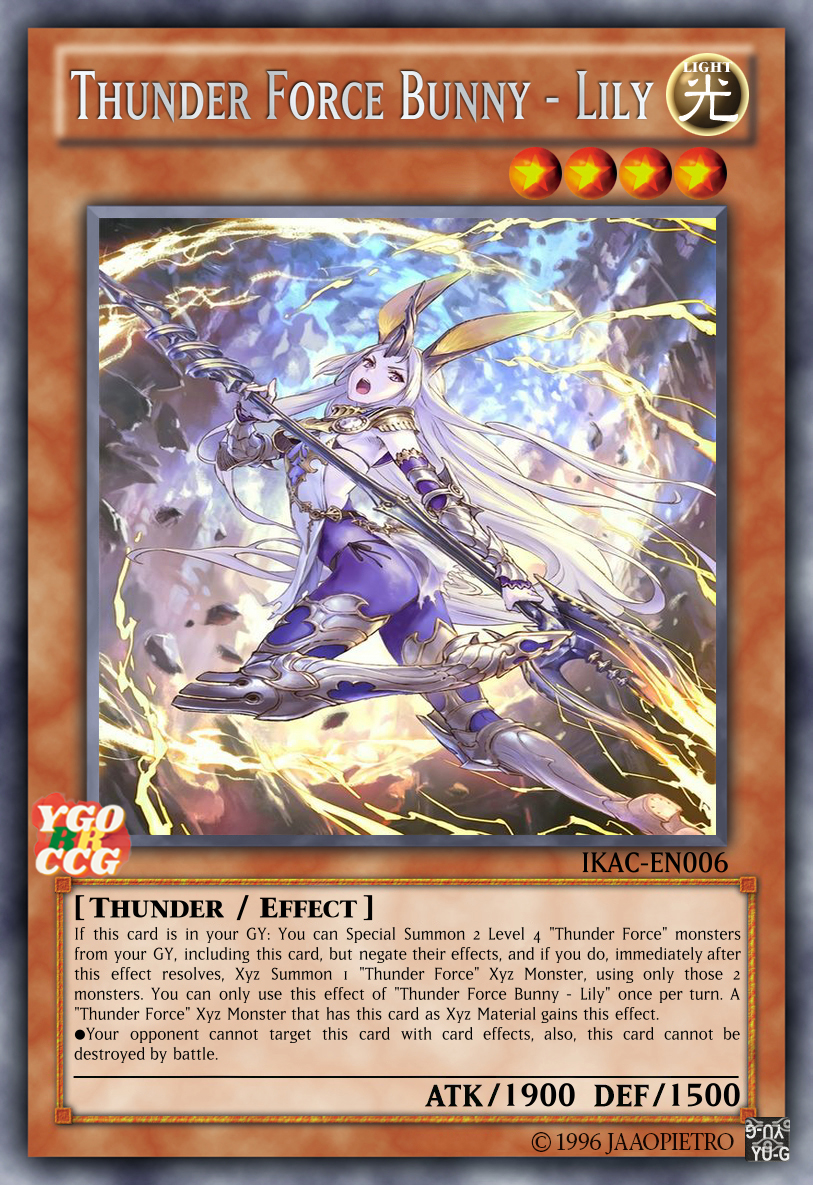 Thunder Force Bunny - Lily
LIGHT
光
YGO
BR
CCG
IKAC-EN006
[ Thunder / Effect ]
If this card is in your GY: You can Special Summon 2 Level 4 "Thunder Force" monsters
from your GY, including this card, but negate their effects, and if you do, immediately after
this effect resolves, Xyz Summon 1 "Thunder Force" Xyz Monster, using only those 2
monsters. You can only use this effect of "Thunder Force Bunny - Lily" once per turn. A
"Thunder Force" Xyz Monster that has this card as Xyz Material gains this effect.
●Your opponent cannot target this card with card effects, also, this card cannot be
destroyed by battle.
ATK/1900 DEF/1500
© 1996 JAAOPIETRO
YU-G
YU-G